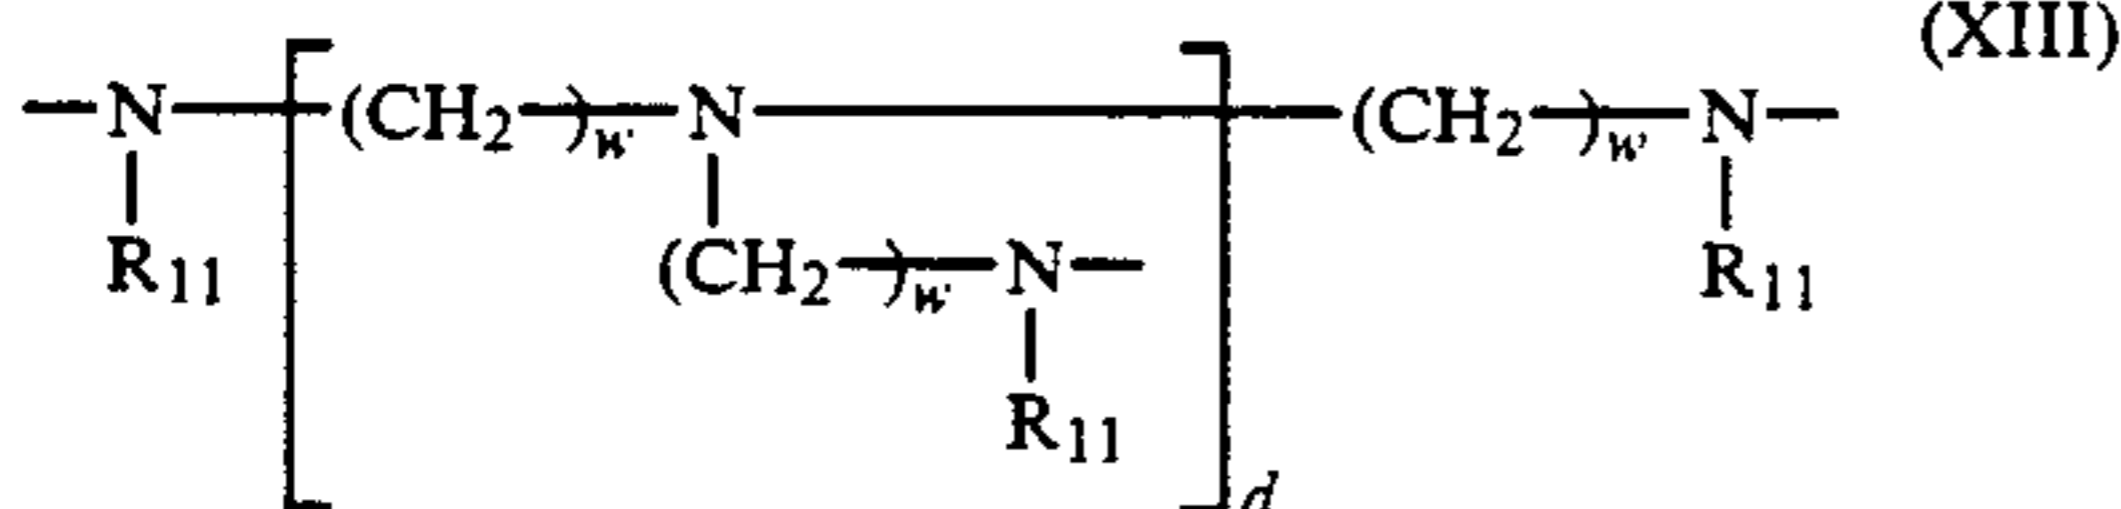 (XIII)
—N—[(CH2—)w'—N—](CH2—)w'—N—
R11 (CH2—)w'—N— R11
R11
d